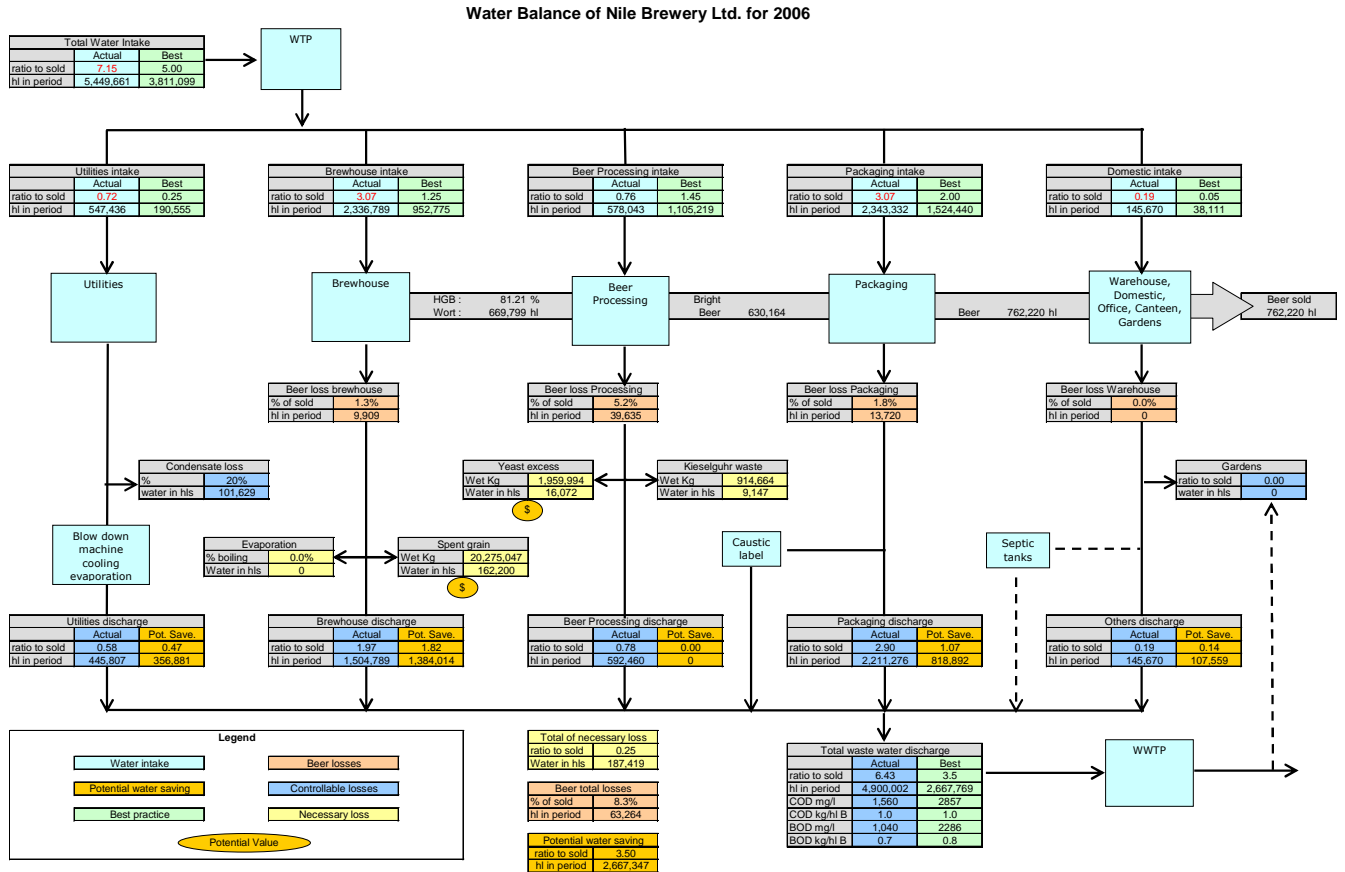 Water Balance of Nile Brewery Ltd. for 2006
Total Water Intake
Actual Best
ratio to sold 7.15 5.00
hl in period 5,449,661 3,811,099
WTP
Utilities intake
Actual Best
ratio to sold 0.72 0.25
hl in period 547,436 190,555
Brewhouse intake
Actual Best
ratio to sold 3.07 1.25
hl in period 2,336,789 952,775
Beer Processing intake
Actual Best
ratio to sold 0.76 1.45
hl in period 578,043 1,105,219
Packaging intake
Actual Best
ratio to sold 3.07 2.00
hl in period 2,343,332 1,524,440
Domestic intake
Actual Best
ratio to sold 0.19 0.05
hl in period 145,670 38,111
Utilities
Brewhouse
HGB : 81.21 %
Wort : 669,799 hl
Beer
Processing
Bright
Beer 630,164
Packaging
Beer 762,220 hl
Warehouse,
Domestic,
Office, Canteen,
Gardens
Beer sold
762,220 hl
Beer loss brewhouse
% of sold 1.3%
hl in period 9,909
Beer loss Processing
% of sold 5.2%
hl in period 39,635
Beer loss Packaging
% of sold 1.8%
hl in period 13,720
Beer loss Warehouse
% of sold 0.0%
hl in period 0
Condensate loss
% 20%
water in hls 101,629
Yeast excess
Wet Kg 1,959,994
Water in hls 16,072
$
Kieselguhr waste
Wet Kg 914,664
Water in hls 9,147
Gardens
ratio to sold 0.00
water in hls 0
Blow down
machine
cooling
evaporation
Evaporation
% boiling 0.0%
Water in hls 0
Spent grain
Wet Kg 20,275,047
Water in hls 162,200
$
Caustic
label
Septic
tanks
Utilities discharge
Actual Pot. Save.
ratio to sold 0.58 0.47
hl in period 445,807 356,881
Brewhouse discharge
Actual Pot. Save.
ratio to sold 1.97 1.82
hl in period 1,504,789 1,384,014
Beer Processing discharge
Actual Pot. Save.
ratio to sold 0.78 0.00
hl in period 592,460 0
Packaging discharge
Actual Pot. Save.
ratio to sold 2.90 1.07
hl in period 2,211,276 818,892
Others discharge
Actual Pot. Save.
ratio to sold 0.19 0.14
hl in period 145,670 107,559
Legend
Water intake
Beer losses
Potential water saving
Controllable losses
Best practice
Necessary loss
Potential Value
Total of necessary loss
ratio to sold 0.25
Water in hls 187,419
Beer total losses
% of sold 8.3%
hl in period 63,264
Potential water saving
ratio to sold 3.50
hl in period 2,667,347
Total waste water discharge
Actual Best
ratio to sold 6.43 3.5
hl in period 4,900,002 2,667,769
COD mg/l 1,560 2857
COD kg/hl B 1.0 1.0
BOD mg/l 1,040 2286
BOD kg/hl B 0.7 0.8
WWTP